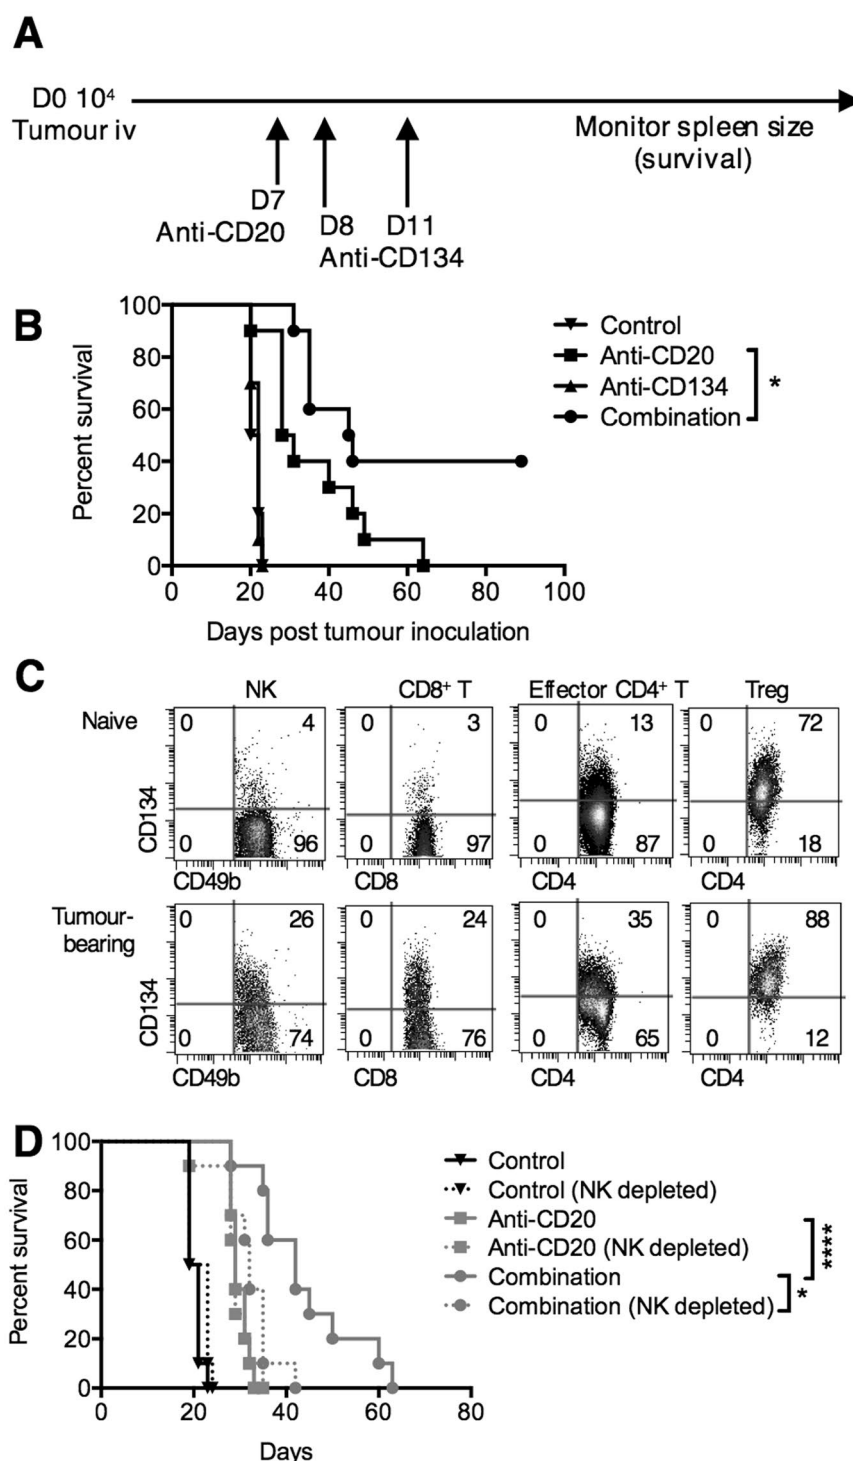 A
D0 10⁴
Tumour iv
Monitor spleen size
(survival)
D7
Anti-CD20
D8 D11
Anti-CD134
B
100
80
60
40
20
0
Percent survival
0 20 40 60 80 100
Days post tumour inoculation
Control
Anti-CD20
Anti-CD134
Combination
*
C
NK CD8⁺ T Effector CD4⁺ T Treg
Naive
0 4 0 3 0 13 0 72
CD134
0 96 0 97 0 87 0 18
CD49b CD8 CD4 CD4
Tumour-
bearing
0 26 0 24 0 35 0 88
CD134
0 74 0 76 0 65 0 12
CD49b CD8 CD4 CD4
D
100
80
60
40
20
0
Percent survival
0 20 40 60 80
Days
Control
Control (NK depleted)
Anti-CD20
Anti-CD20 (NK depleted)
Combination
Combination (NK depleted)
****
*